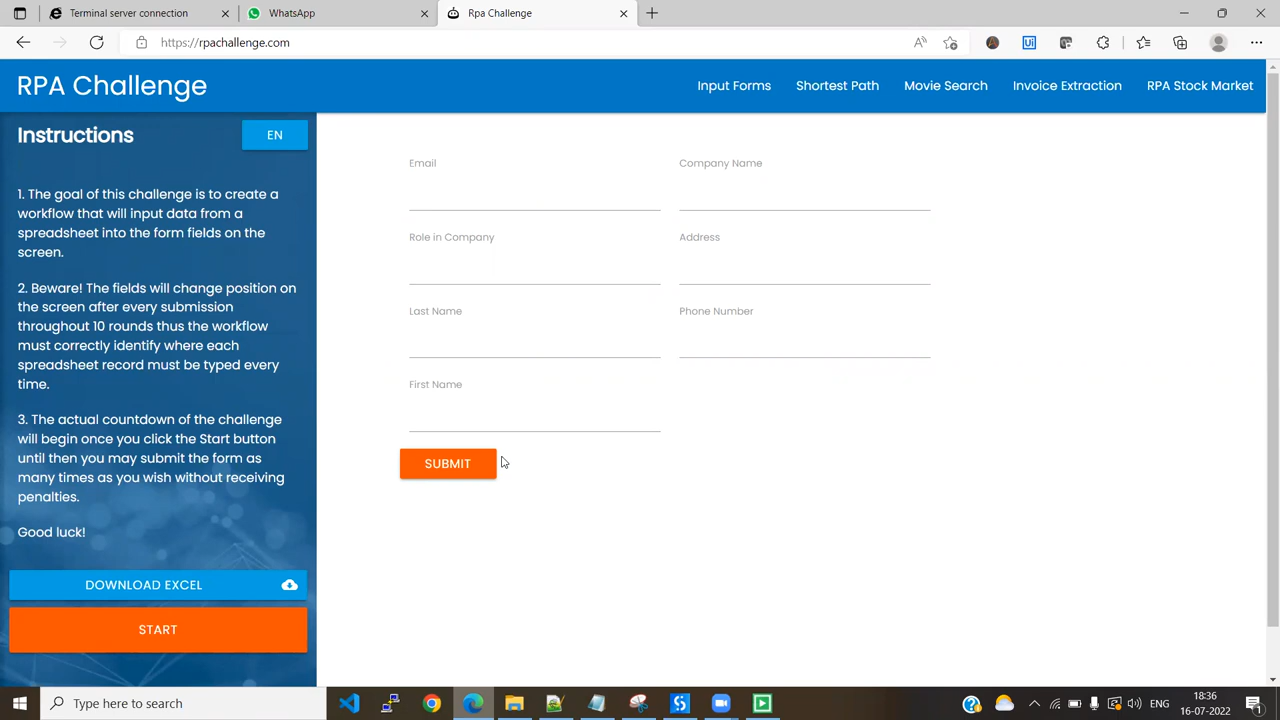 Terminal server connection
WhatsApp
RPA Challenge
https://rpachallenge.com
RPA Challenge
Input Forms
Shortest Path
Movie Search
Invoice Extraction
RPA Stock Market
Instructions
EN
1. The goal of this challenge is to create a
workflow that will input data from a
spreadsheet into the form fields on the
screen.
2. Beware! The fields will change position on
the screen after every submission
throughout 10 rounds thus the workflow
must correctly identify where each
spreadsheet record must be typed every
time.
3. The actual countdown of the challenge
will begin once you click the Start button
until then you may submit the form as
many times as you wish without receiving
penalties.
Good luck!
DOWNLOAD EXCEL
START
Email
Company Name
Role in Company
Address
Last Name
Phone Number
First Name
SUBMIT
Type here to search
ENG
18:36
16-07-2022